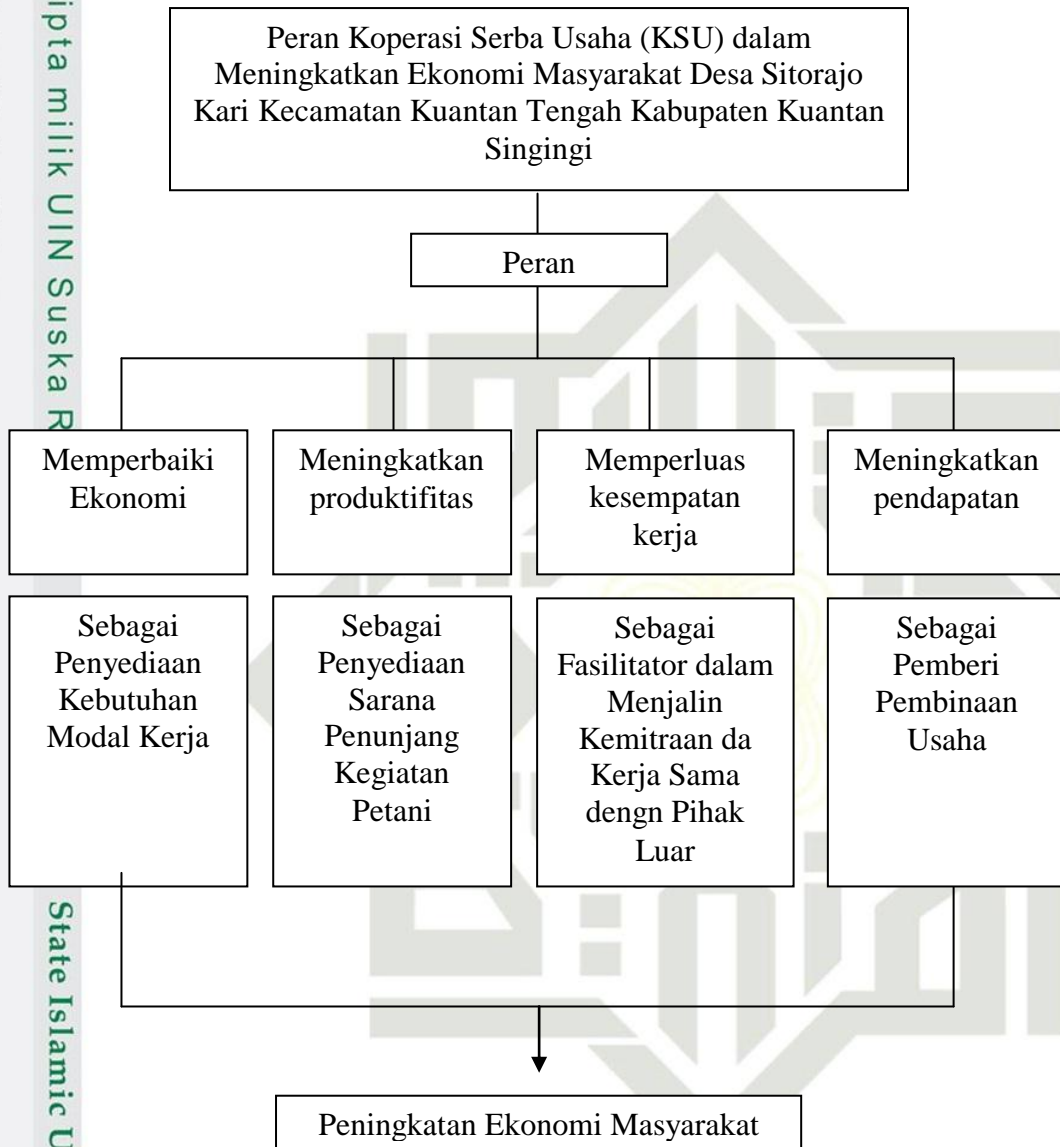 Peran Koperasi Serba Usaha (KSU) dalam
Meningkatkan Ekonomi Masyarakat Desa Sitorajo
Kari Kecamatan Kuantan Tengah Kabupaten Kuantan
Singingi
Peran
Memperbaiki
Ekonomi
Meningkatkan
produktifitas
Memperluas
kesempatan
kerja
Meningkatkan
pendapatan
Sebagai
Penyediaan
Kebutuhan
Modal Kerja
Sebagai
Penyediaan
Sarana
Penunjang
Kegiatan
Petani
Sebagai
Fasilitator dalam
Menjalin
Kemitraan da
Kerja Sama
dengn Pihak
Luar
Sebagai
Pemberi
Pembinaan
Usaha
Peningkatan Ekonomi Masyarakat
ipta milik UIN Suska R
State Islamic U